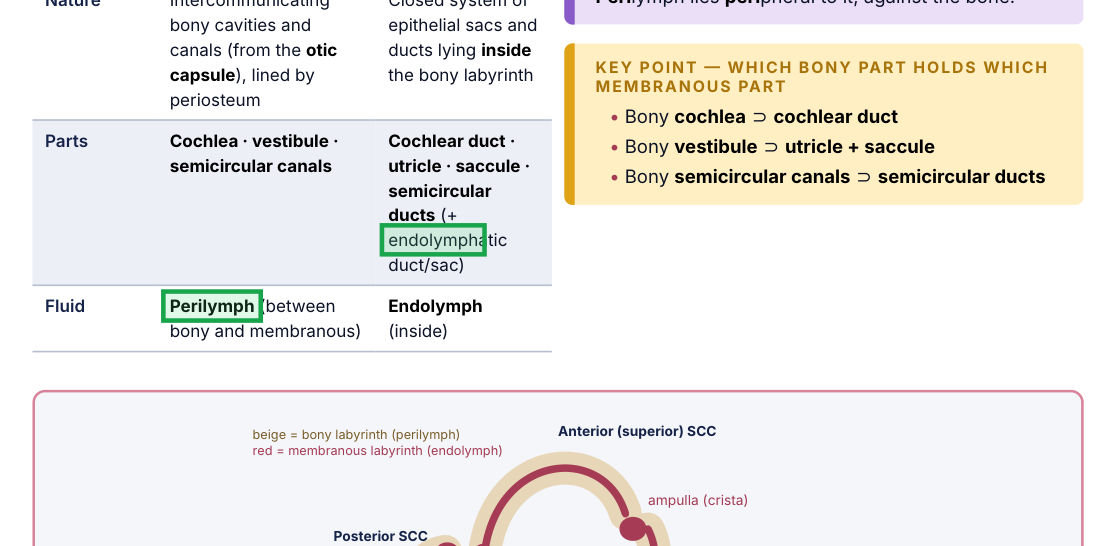 Nature
Intercommunicating
bony cavities and
canals (from the otic
capsule), lined by
periosteum
Closed system of
epithelial sacs and
ducts lying inside
the bony labyrinth
Parts
Cochlea · vestibule ·
semicircular canals
Cochlear duct ·
utricle · saccule ·
semicircular
ducts (+
endolymphatic
duct/sac)
Fluid
Perilymph (between
bony and membranous)
Endolymph
(inside)
Perilymph lies peripheral to it, against the bone.
KEY POINT — WHICH BONY PART HOLDS WHICH
MEMBRANOUS PART
• Bony cochlea ⊃ cochlear duct
• Bony vestibule ⊃ utricle + saccule
• Bony semicircular canals ⊃ semicircular ducts
beige = bony labyrinth (perilymph)
red = membranous labyrinth (endolymph)
Anterior (superior) SCC
ampulla (crista)
Posterior SCC